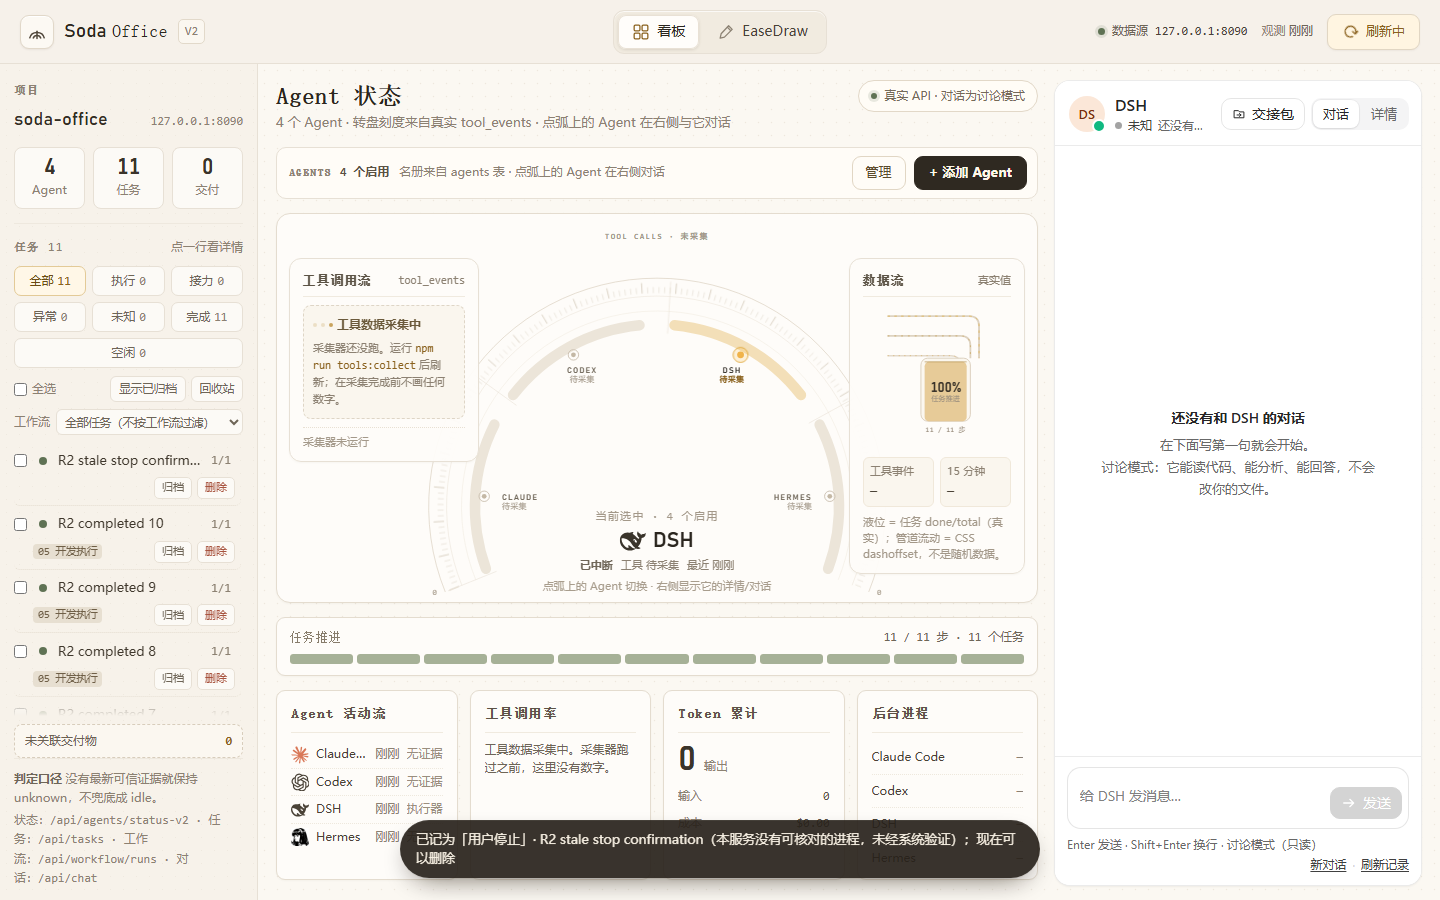 Soda Office V2
看板
EaseDraw
数据源 127.0.0.1:8090 观测 刚刚
刷新中
项目
soda-office 127.0.0.1:8090
4 11 0
Agent 任务 交付
任务 11 点一行看详情
全部 11 执行 0 接力 0
异常 0 未知 0 完成 11
空闲 0
全选 显示已归档 回收站
工作流 全部任务（不按工作流过滤）
R2 stale stop confirm... 1/1
归档 删除
R2 completed 10 1/1
05 开发执行 归档 删除
R2 completed 9 1/1
05 开发执行 归档 删除
R2 completed 8 1/1
05 开发执行 归档 删除
R2 completed 7 1/1
未关联交付物 0
判定口径 没有最新可信证据就保持
unknown，不兜底成 idle。
状态: /api/agents/status-v2 · 任
务: /api/tasks · 工作
流: /api/workflow/runs · 对
话: /api/chat
Agent 状态
4 个 Agent · 转盘刻度来自真实 tool_events · 点弧上的 Agent 在右侧与它对话
真实 API · 对话为讨论模式
AGENTS 4 个启用 名册来自 agents 表 · 点弧上的 Agent 在右侧对话
管理
+ 添加 Agent
TOOL CALLS · 未采集
工具调用流 tool_events
工具数据采集中
采集器还没跑。运行 npm
run tools:collect 后刷
新；在采集完成前不画任何
数字。
采集器未运行
CODEX
待采集
DSH
待采集
CLAUDE
待采集
HERMES
待采集
当前选中 · 4 个启用
DSH
已中断 工具 待采集 最近 刚刚
点弧上的 Agent 切换 · 右侧显示它的详情/对话
0
0
数据流 真实值
100%
任务推进
11 / 11 步
工具事件 15 分钟
— —
液位 = 任务 done/total（真
实）；管道流动 = CSS
dashoffset，不是随机数据。
任务推进 11 / 11 步 · 11 个任务
Agent 活动流
Claude... 刚刚 无证据
Codex 刚刚 无证据
DSH 刚刚 执行器
Hermes 刚刚
工具调用率
工具数据采集中。采集器跑
过之前，这里没有数字。
Token 累计
0 输出
输入 0
成本 $0.00
后台进程
Claude Code —
Codex —
DSH
Hermes —
已记为「用户停止」· R2 stale stop confirmation（本服务没有可核对的进程，未经系统验证）；现在可
以删除
DS
DSH
未知 还没有...
交接包
对话 详情
还没有和 DSH 的对话
在下面写第一句就会开始。
讨论模式：它能读代码、能分析、能回答，不会
改你的文件。
给 DSH 发消息...
发送
Enter 发送 · Shift+Enter 换行 · 讨论模式（只读）
新对话 · 刷新记录